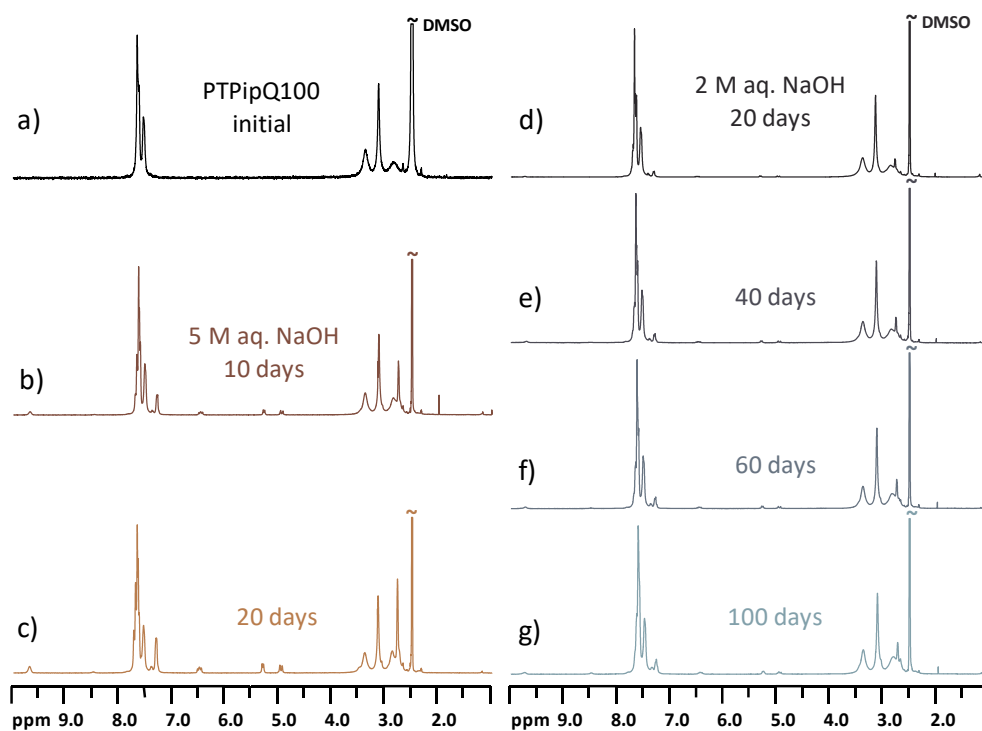 ~ DMSO
a)
PTPipQ100
initial
~
b)
5 M aq. NaOH
10 days
~
c)
20 days
ppm 9.0 8.0 7.0 6.0 5.0 4.0 3.0 2.0
~ DMSO
d)
2 M aq. NaOH
20 days
~
e)
40 days
~
f)
60 days
~
g)
100 days
ppm 9.0 8.0 7.0 6.0 5.0 4.0 3.0 2.0